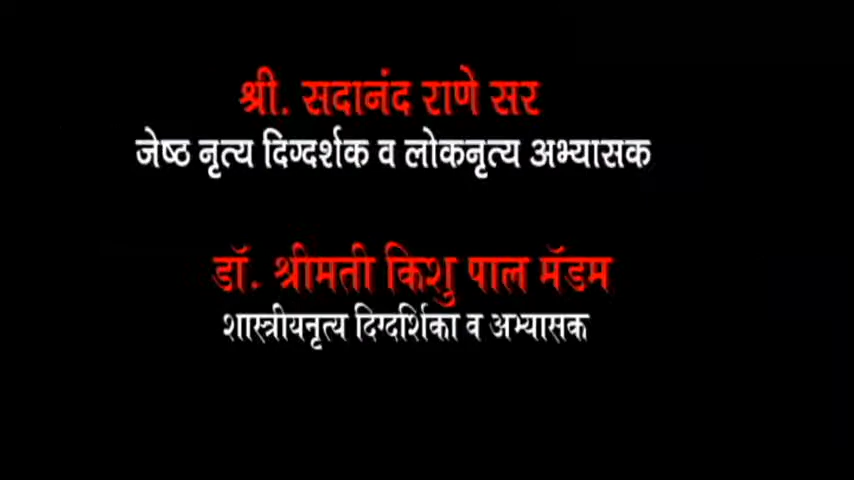 श्री. सदानंद राणे सर
जेष्ठ नृत्य दिग्दर्शक व लोकनृत्य अभ्यासक
डॉ. श्रीमती किशु पाल मॅडम
शास्त्रीयनृत्य दिग्दर्शिका व अभ्यासक